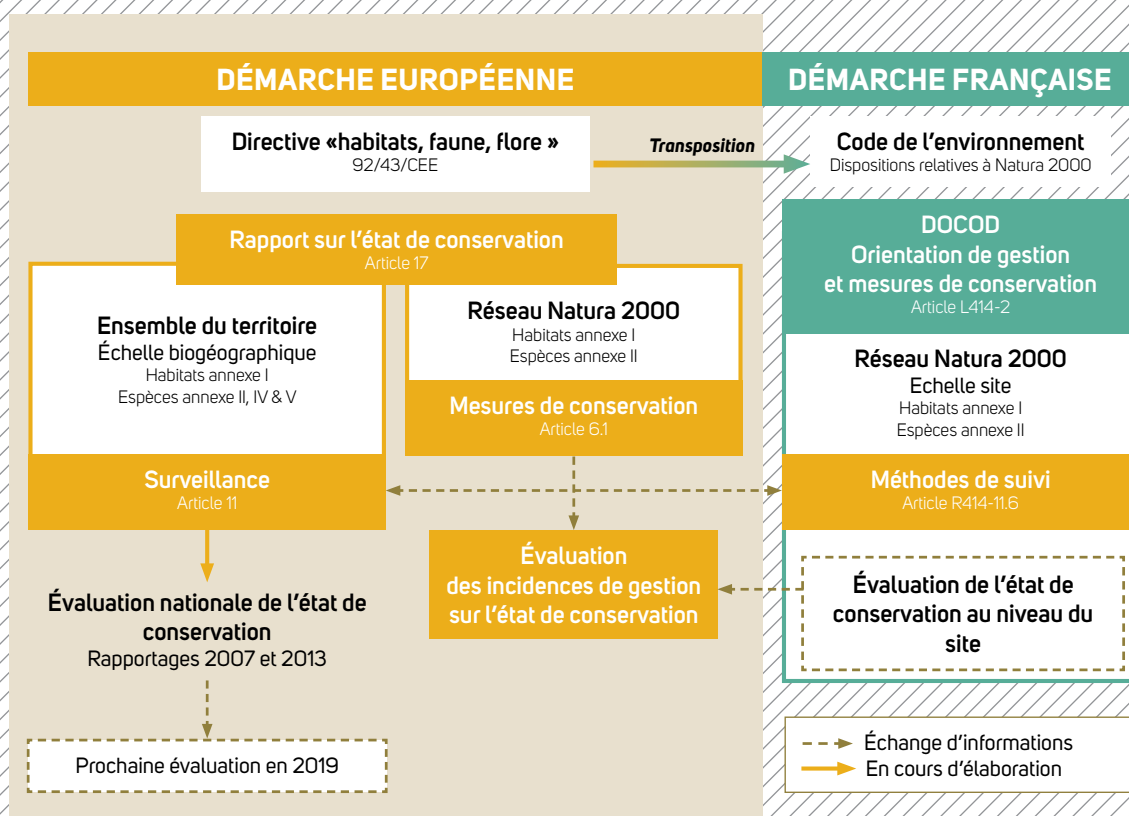 DÉMARCHE EUROPÉENNE
DÉMARCHE FRANÇAISE
Directive «habitats, faune, flore »
92/43/CEE
Transposition
Code de l'environnement
Dispositions relatives à Natura 2000
Rapport sur l'état de conservation
Article 17
Ensemble du territoire
Échelle biogéographique
Habitats annexe I
Espèces annexe II, IV & V
Surveillance
Article 11
Réseau Natura 2000
Habitats annexe I
Espèces annexe II
Mesures de conservation
Article 6.1
DOCOD
Orientation de gestion
et mesures de conservation
Article L414-2
Réseau Natura 2000
Echelle site
Habitats annexe I
Espèces annexe II
Méthodes de suivi
Article R414-11.6
Évaluation nationale de l'état de
conservation
Rapportages 2007 et 2013
Prochaine évaluation en 2019
Évaluation
des incidences de gestion
sur l'état de conservation
Évaluation de l'état de
conservation au niveau du
site
Échange d'informations
En cours d'élaboration